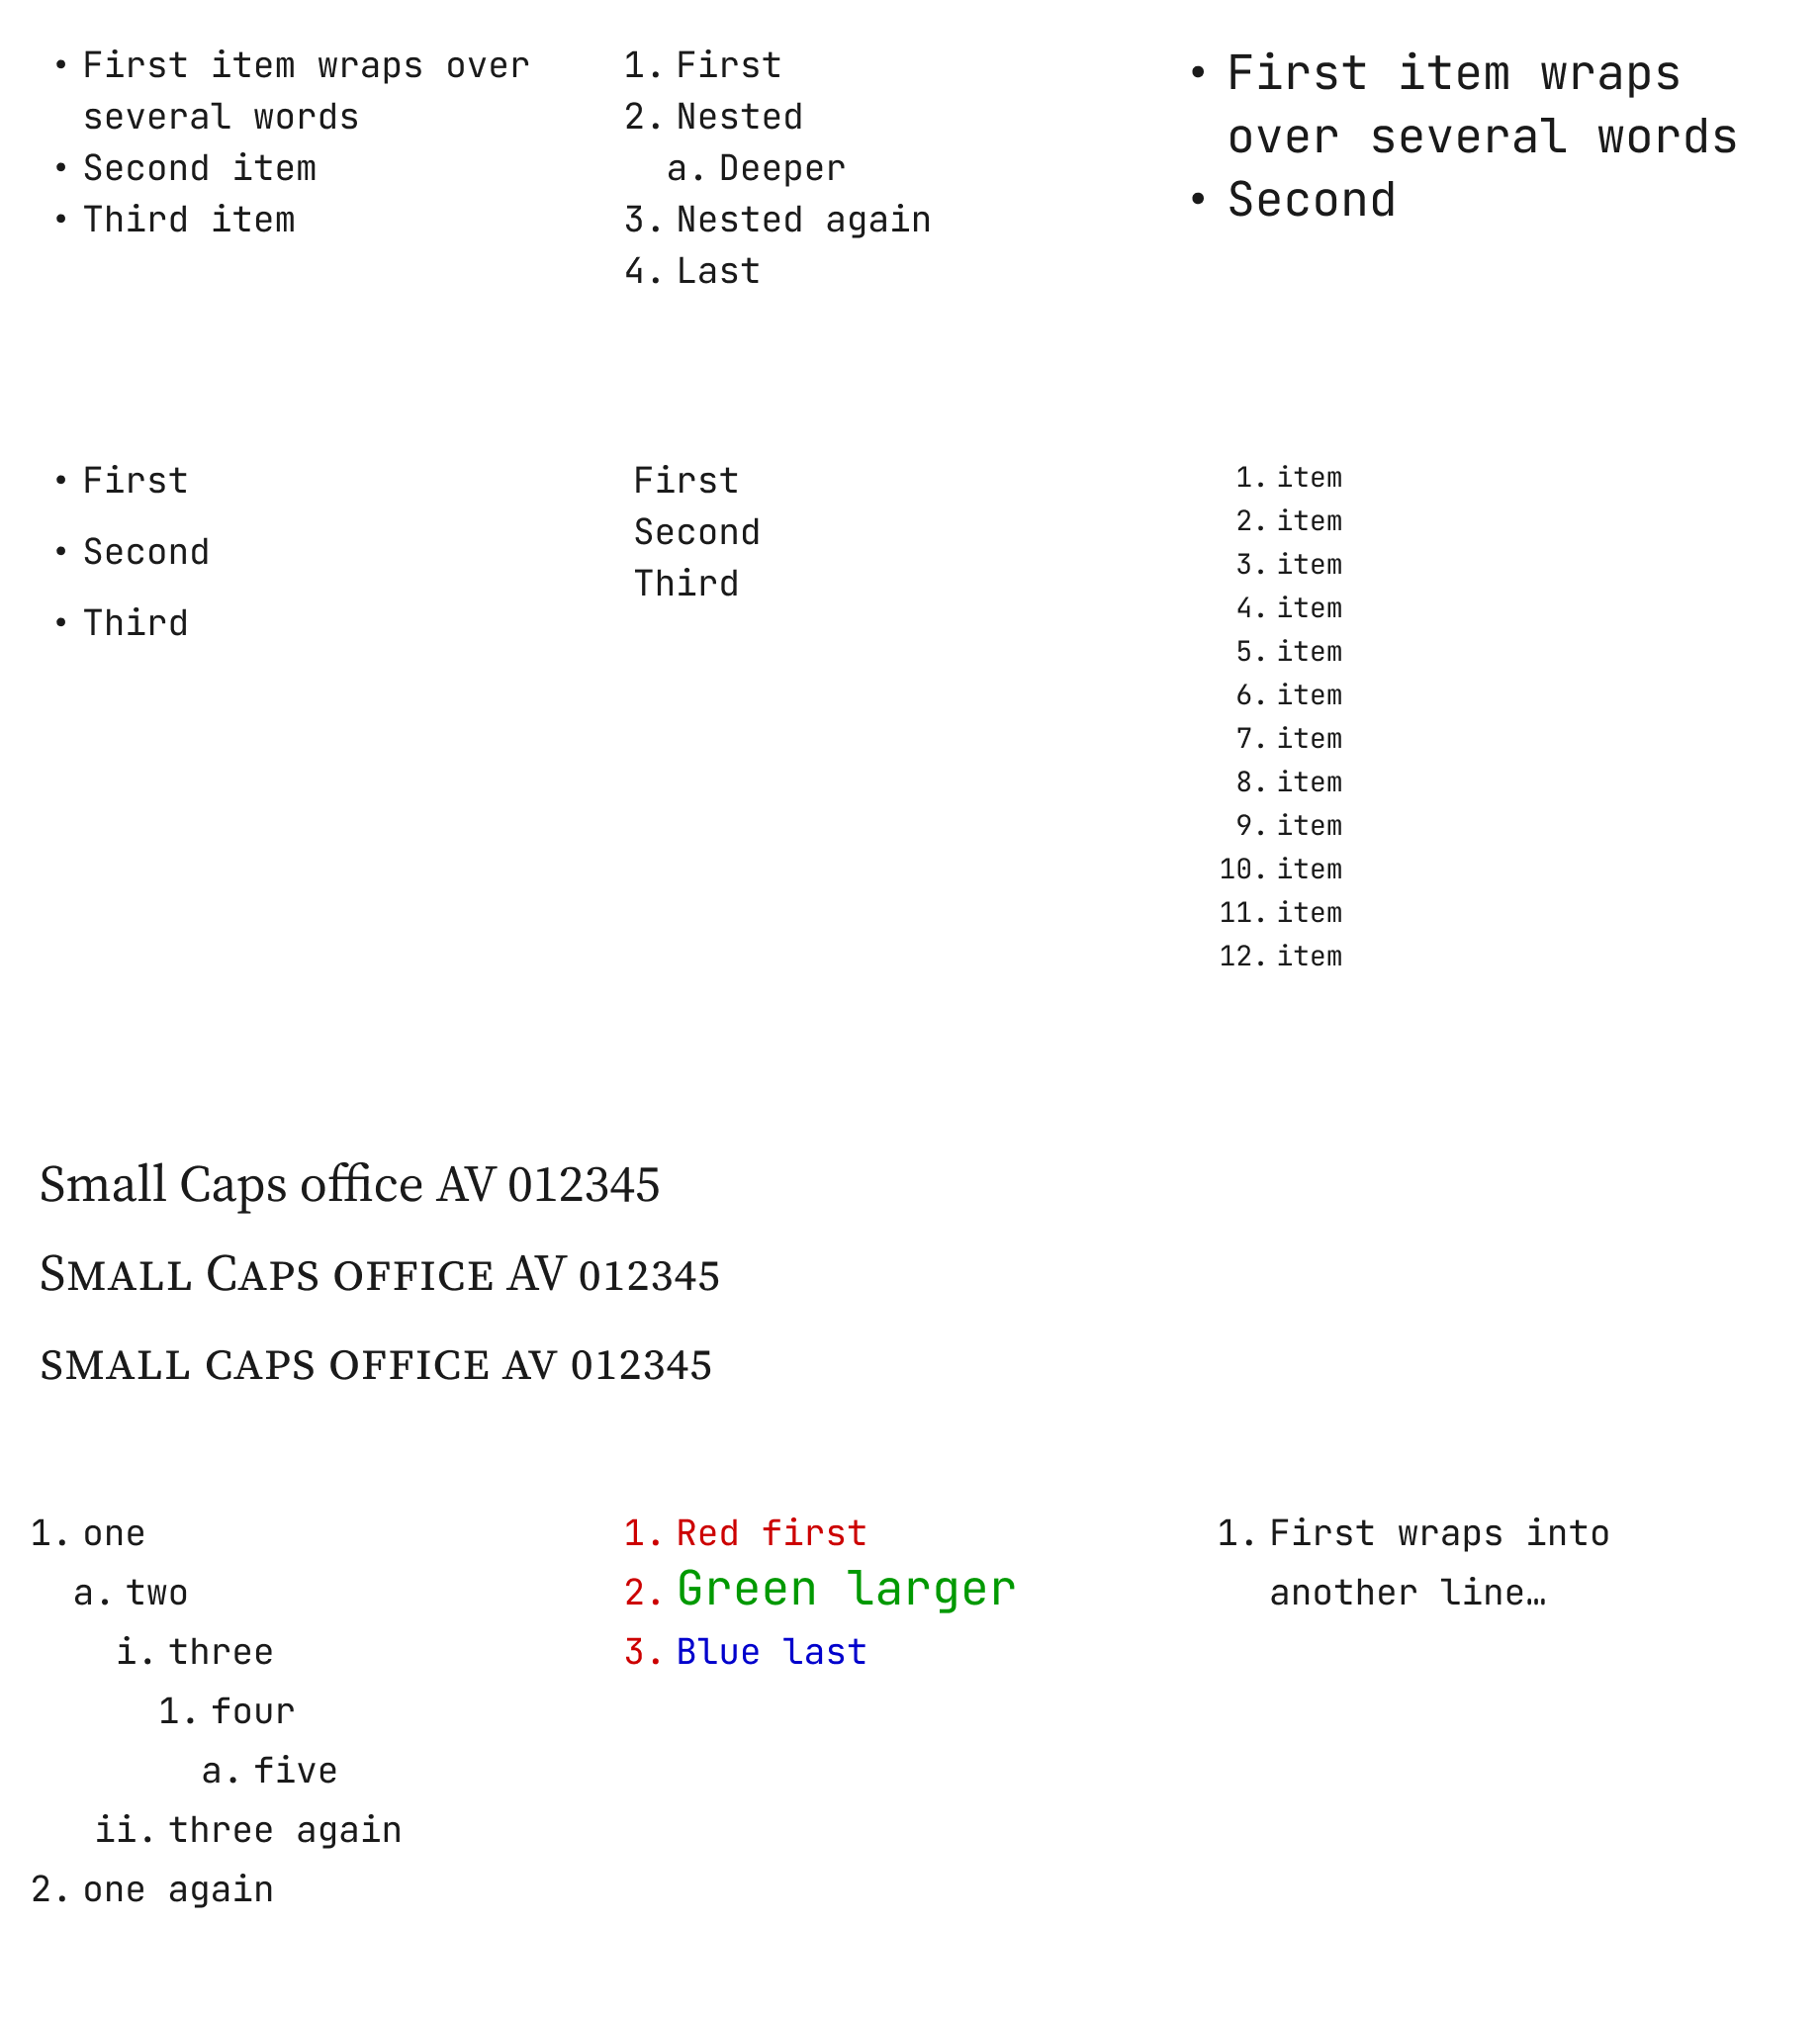 • First item wraps over
several words
• Second item
• Third item
1. First
2. Nested
a. Deeper
3. Nested again
4. Last
• First item wraps
over several words
• Second
• First
• Second
• Third
First
Second
Third
1. item
2. item
3. item
4. item
5. item
6. item
7. item
8. item
9. item
10. item
11. item
12. item
Small Caps office AV 012345
Small Caps office AV 012345
small caps office av 012345
1. one
a. two
i. three
1. four
a. five
ii. three again
2. one again
1. Red first
2. Green larger
3. Blue last
1. First wraps into
another line…